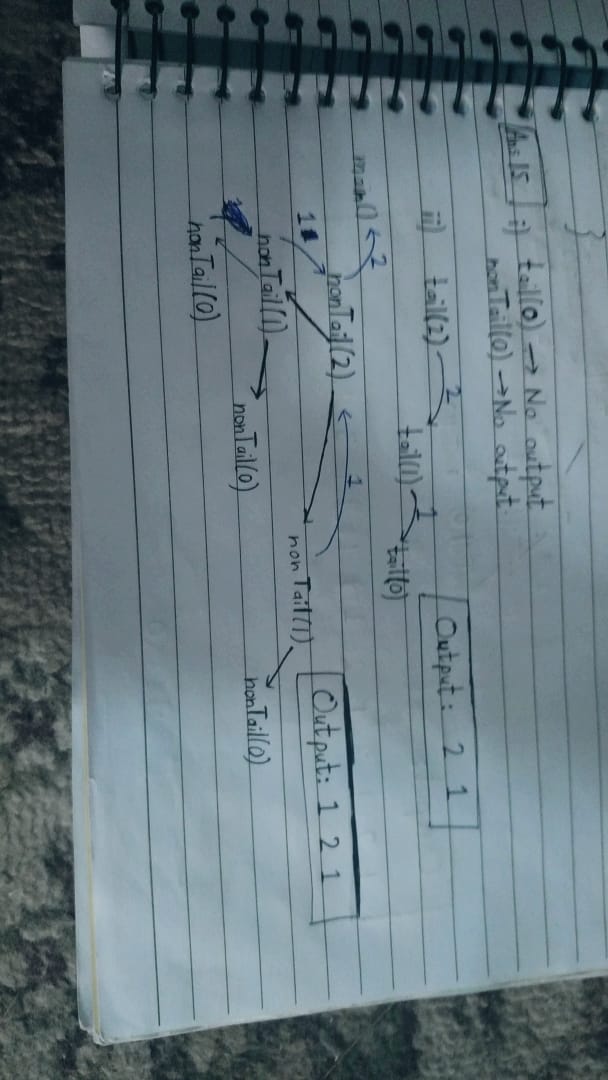 }
Ans 15 i) tail(0) → No output
nonTail(0) → No output.
ii) tail(2) 2 tail(1) 1 tail(0)
Output: 2 1
main() 2
nonTail(2)
1 1
nonTail(1) nonTail(1)
nonTail(0) nonTail(0) nonTail(0)
Output: 1 2 1